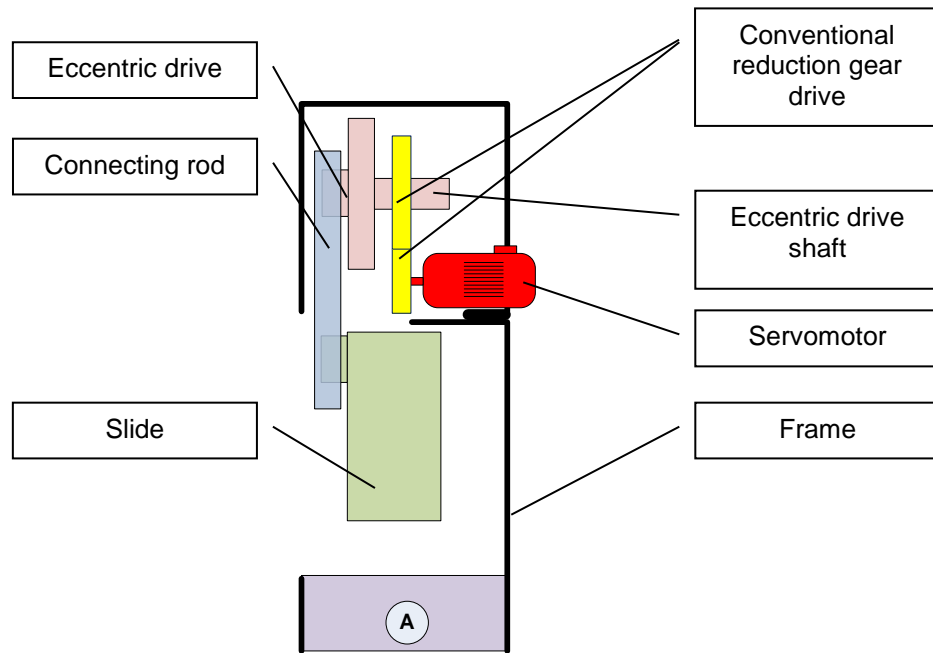 Eccentric drive
Connecting rod
Slide
Conventional
reduction gear
drive
Eccentric drive
shaft
Servomotor
Frame
A